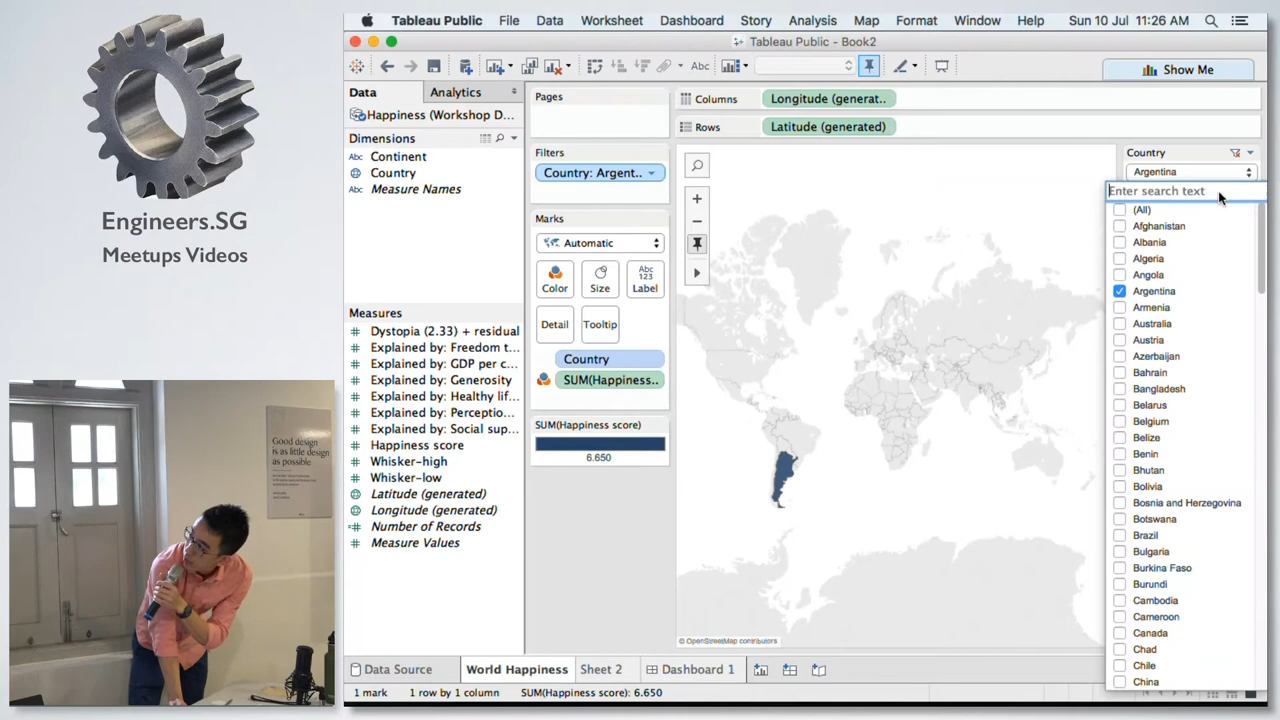 Engineers.SG
Meetups Videos
Good design
is as little design
as possible
Tableau Public File Data Worksheet Dashboard Story Analysis Map Format Window Help Sun 10 Jul 11:26 AM
Tableau Public - Book2
Abc
Show Me
Data Analytics
Happiness (Workshop D...
Dimensions
Abc Continent
Country
Abc Measure Names
Measures
Dystopia (2.33) + residual
Explained by: Freedom t...
Explained by: GDP per c...
Explained by: Generosity
Explained by: Healthy lif...
Explained by: Perceptio...
Explained by: Social sup...
Happiness score
Whisker-high
Whisker-low
Latitude (generated)
Longitude (generated)
Number of Records
Measure Values
Pages
Filters
Country: Argent..
Marks
Automatic
Color
Size
Abc
123
Label
Detail
Tooltip
Country
SUM(Happiness..
SUM(Happiness score)
6.650
Columns
Longitude (generat..
Rows
Latitude (generated)
© OpenStreetMap contributors
Country
Argentina
Enter search text
(All)
Afghanistan
Albania
Algeria
Angola
Argentina
Armenia
Australia
Austria
Azerbaijan
Bahrain
Bangladesh
Belarus
Belgium
Belize
Benin
Bhutan
Bolivia
Bosnia and Herzegovina
Botswana
Brazil
Bulgaria
Burkina Faso
Burundi
Cambodia
Cameroon
Canada
Chad
Chile
China
Data Source World Happiness Sheet 2 Dashboard 1
1 mark 1 row by 1 column SUM(Happiness score): 6.650